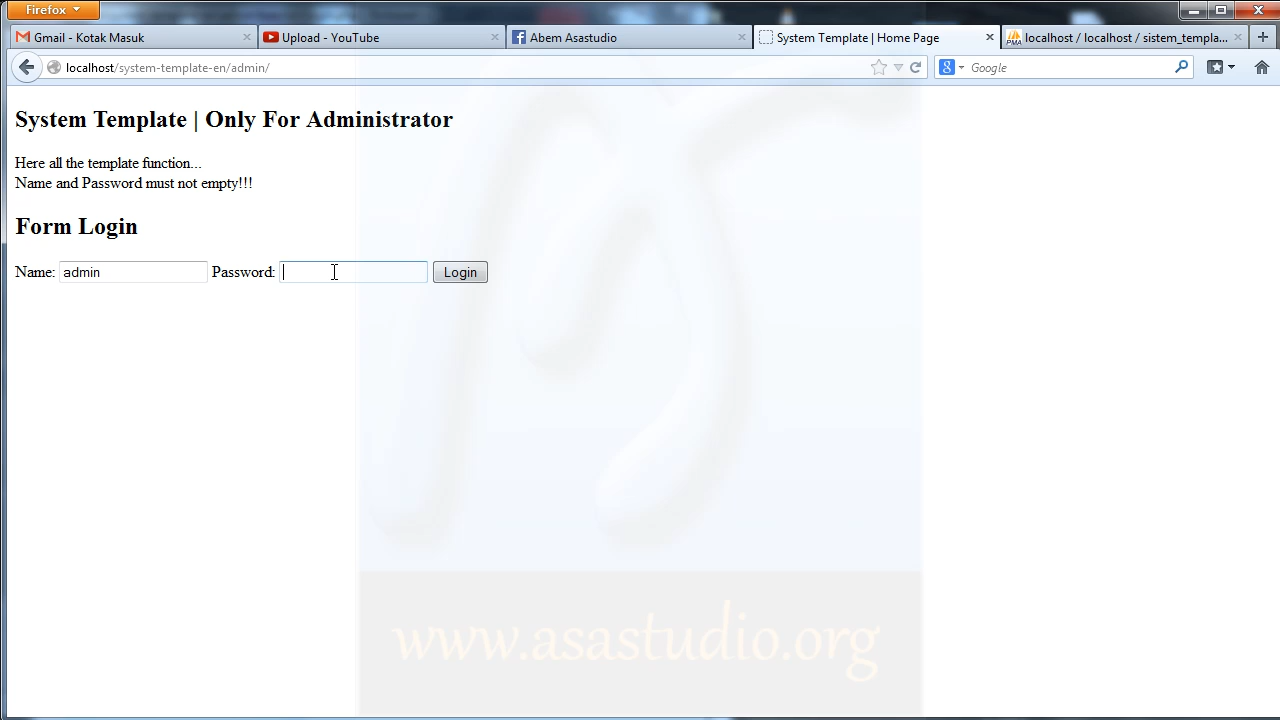 Firefox
Gmail - Kotak Masuk
Upload - YouTube
Abem Asastudio
System Template | Home Page
localhost / localhost / sistem_templa...
localhost/system-template-en/admin/
Google
System Template | Only For Administrator
Here all the template function...
Name and Password must not empty!!!
Form Login
Name: admin Password: Login
www.asastudio.org